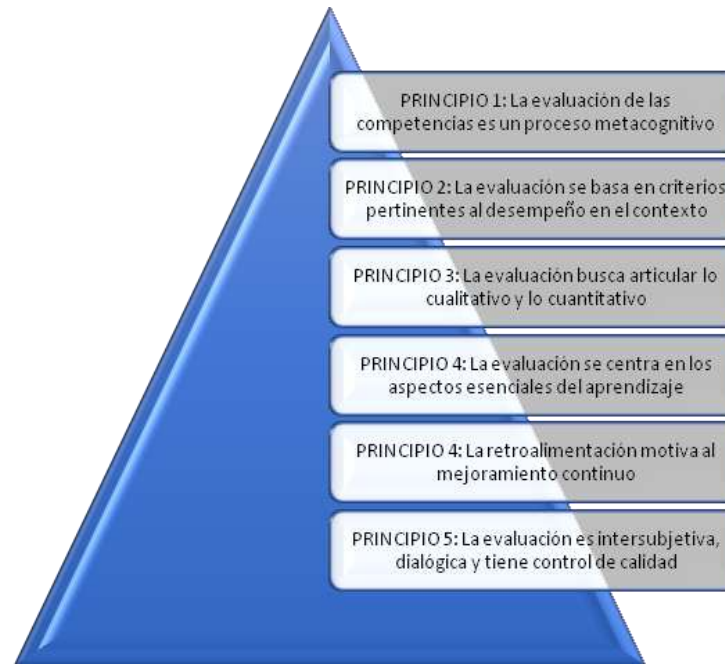 PRINCIPIO 1: La evaluación de las
competencias es un proceso metacognitivo
PRINCIPIO 2: La evaluación se basa en criterios
pertinentes al desempeño en el contexto
PRINCIPIO 3: La evaluación busca articular lo
cualitativo y lo cuantitativo
PRINCIPIO 4: La evaluación se centra en los
aspectos esenciales del aprendizaje
PRINCIPIO 4: La retroalimentación motiva al
mejoramiento continuo
PRINCIPIO 5: La evaluación es intersubjetiva,
dialógica y tiene control de calidad